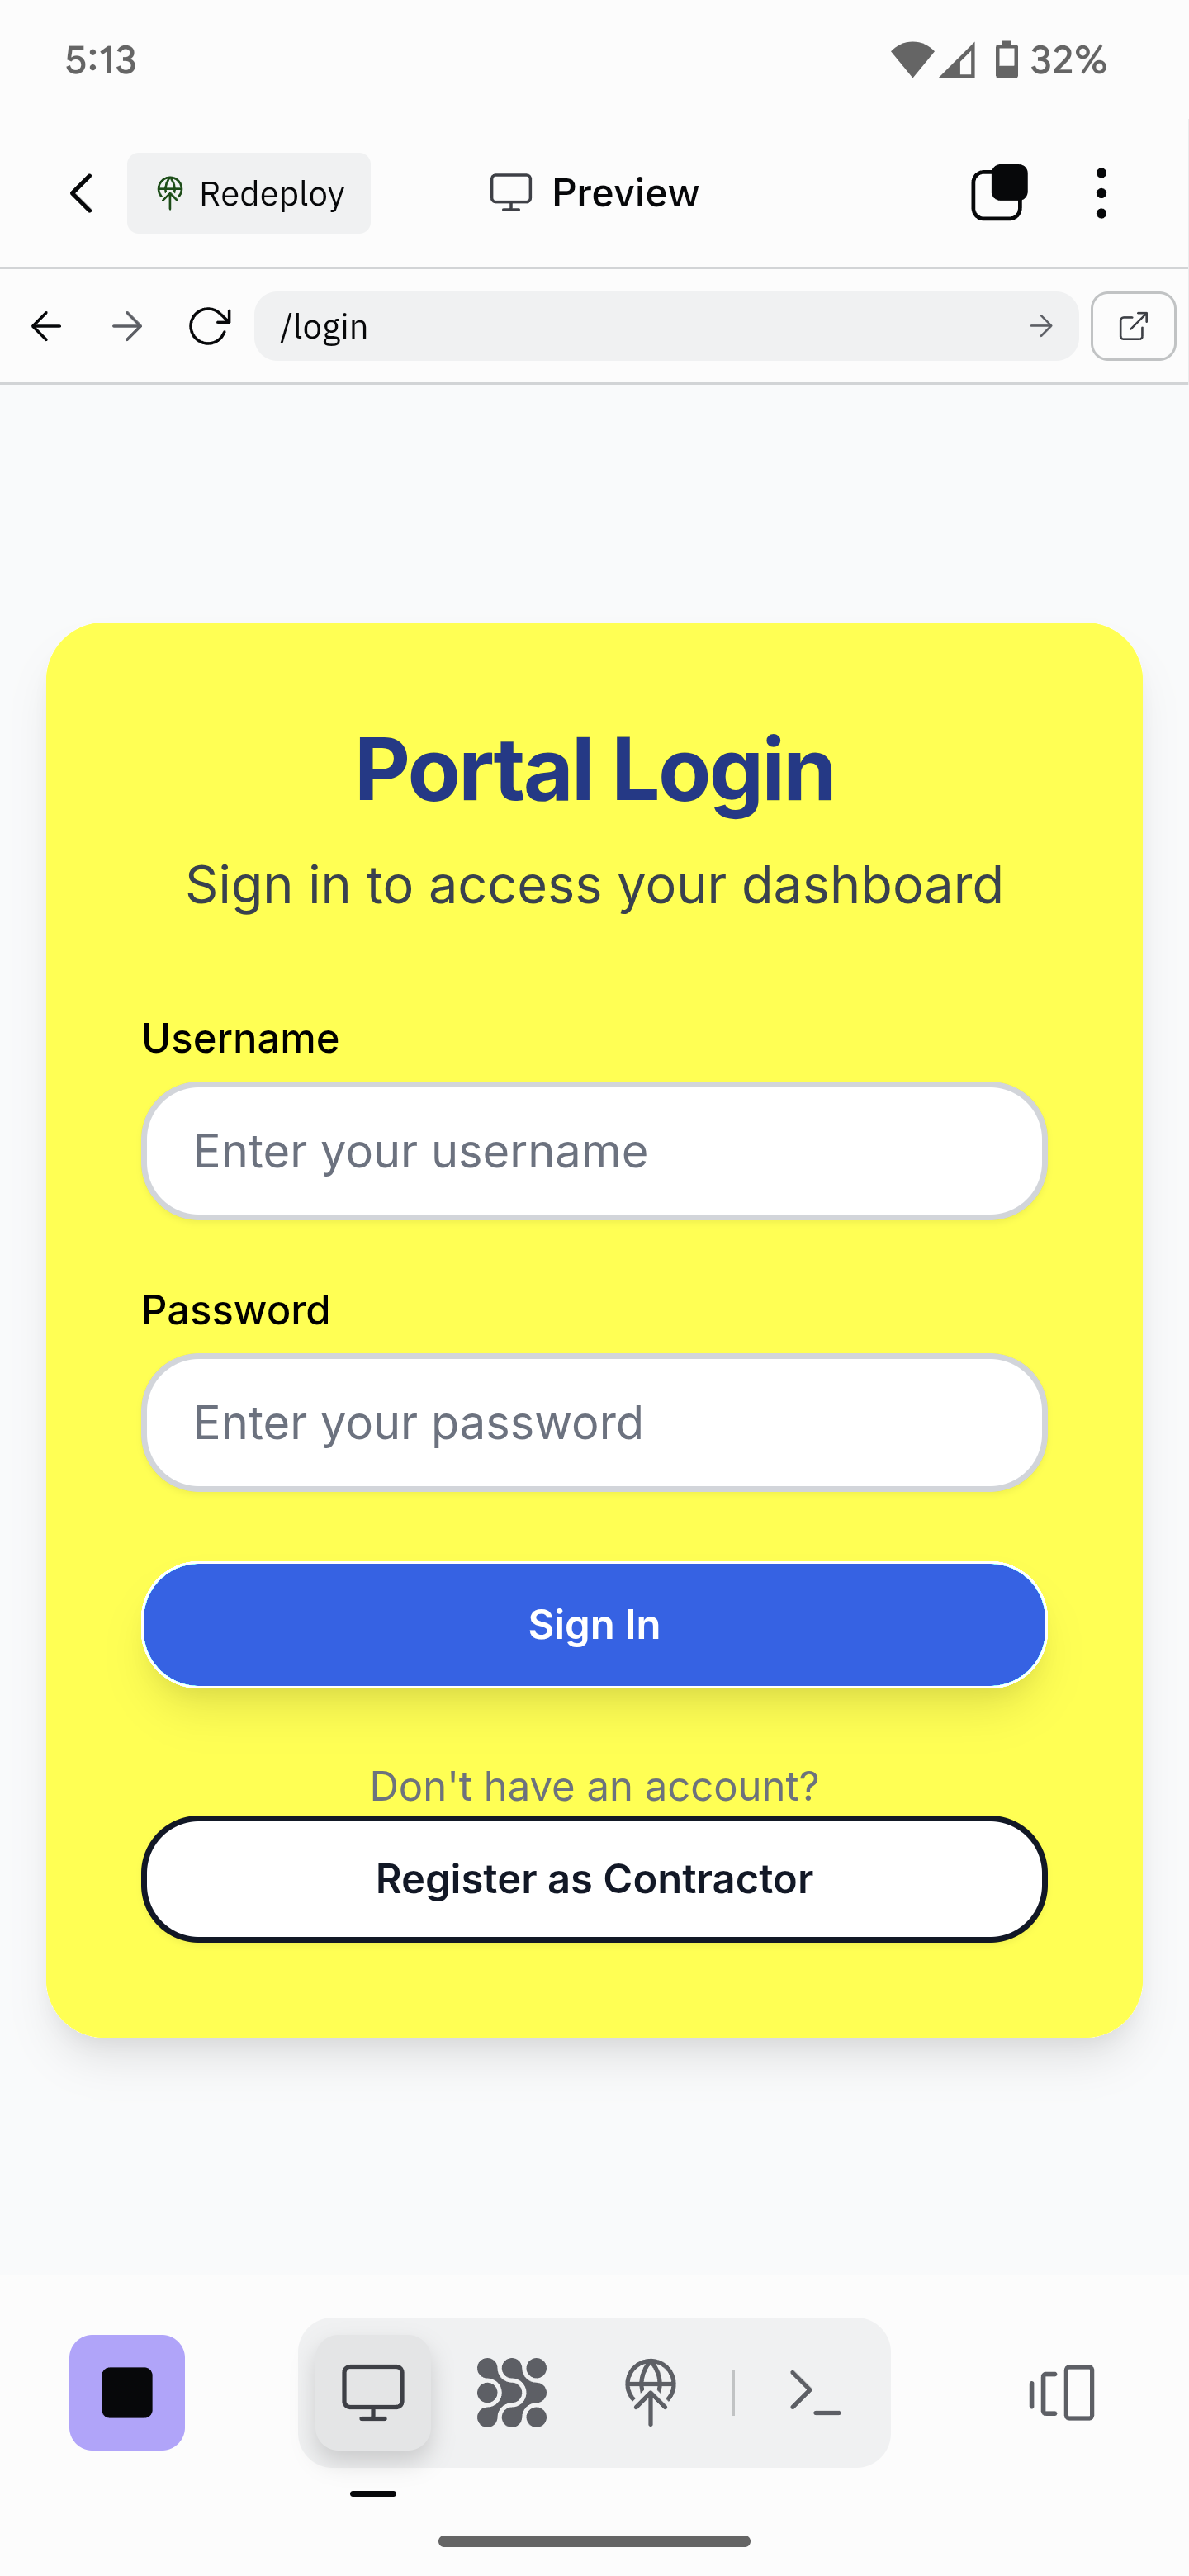 5:13
32%
Redeploy
Preview
/login
Portal Login
Sign in to access your dashboard
Username
Enter your username
Password
Enter your password
Sign In
Don't have an account?
Register as Contractor